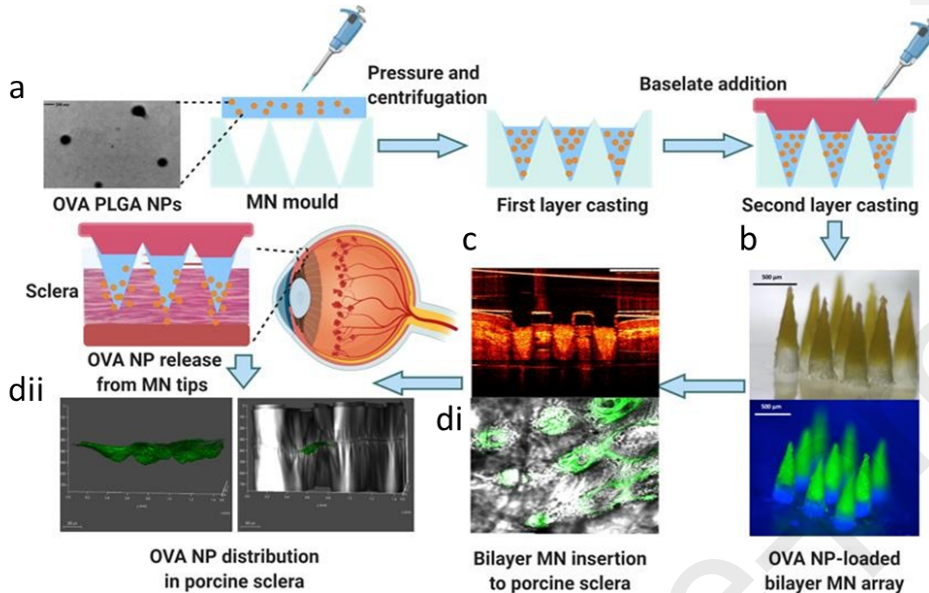 a
Pressure and
centrifugation
Baselate addition
OVA PLGA NPs
MN mould
First layer casting
Second layer casting
Sclera
OVA NP release
from MN tips
c
b
500 µm
500 µm
dii
di
OVA NP distribution
in porcine sclera
Bilayer MN insertion
to porcine sclera
OVA NP-loaded
bilayer MN array